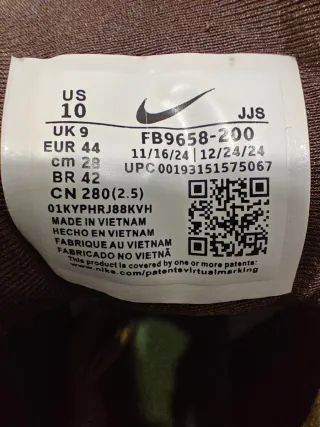 US
10
JJS
UK 9
FB9658-200
EUR 44
11/16/24 | 12/24/24
cm 28
UPC 00193151575067
BR 42
CN 280(2.5)
01KYPHRJ88KVH
MADE IN VIETNAM
HECHO EN VIETNAM
FABRIQUE AU VIETNAM
FABRICADO NO VIETNÃ
This product is covered by one or more patents:
www.nike.com/patentsvirtualmarking